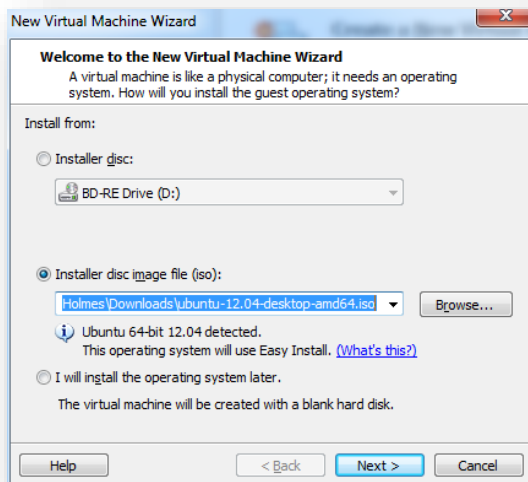 New Virtual Machine Wizard
Welcome to the New Virtual Machine Wizard
A virtual machine is like a physical computer; it needs an operating
system. How will you install the guest operating system?
Install from:
Installer disc:
BD-RE Drive (D:)
Installer disc image file (iso):
Holmes\Downloads\ubuntu-12.04-desktop-amd64.iso
Browse...
Ubuntu 64-bit 12.04 detected.
This operating system will use Easy Install. (What's this?)
I will install the operating system later.
The virtual machine will be created with a blank hard disk.
Help
< Back
Next >
Cancel